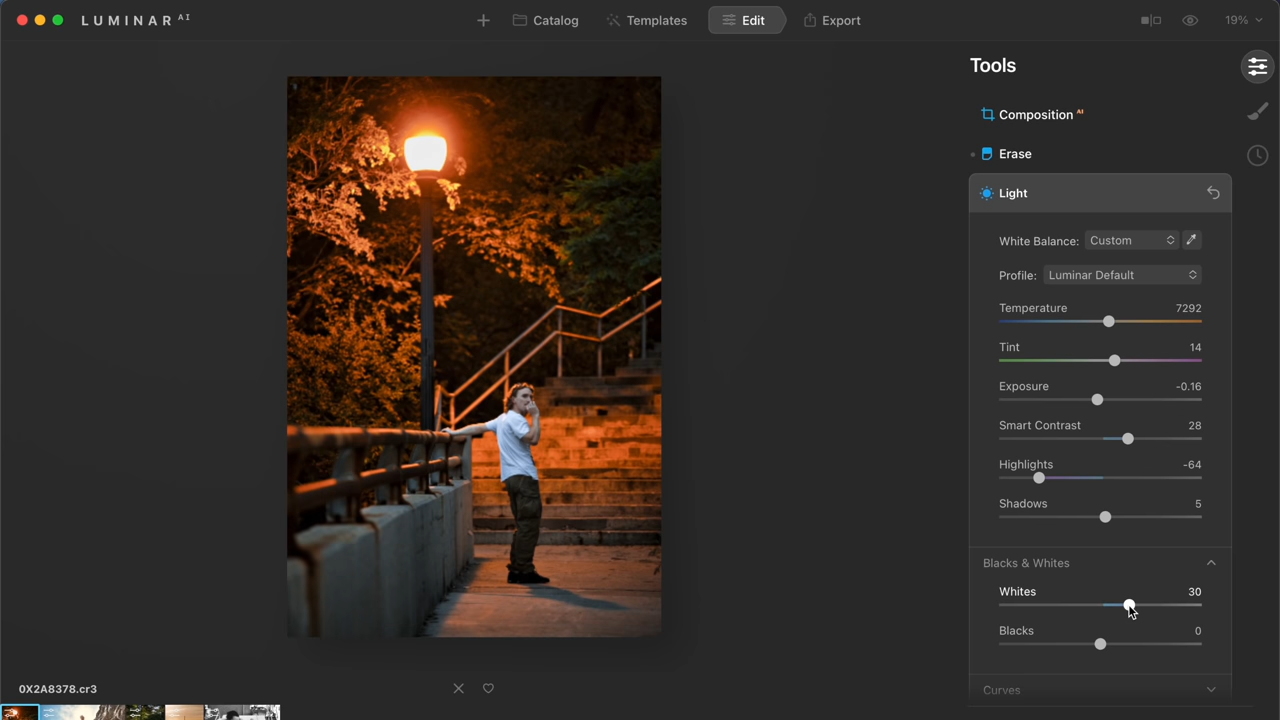 LUMINAR AI
Catalog
Templates
Edit
Export
19%
Tools
Composition AI
Erase
Light
White Balance: Custom
Profile: Luminar Default
Temperature 7292
Tint 14
Exposure -0.16
Smart Contrast 28
Highlights -64
Shadows 5
Blacks & Whites
Whites 30
Blacks 0
Curves
0X2A8378.cr3